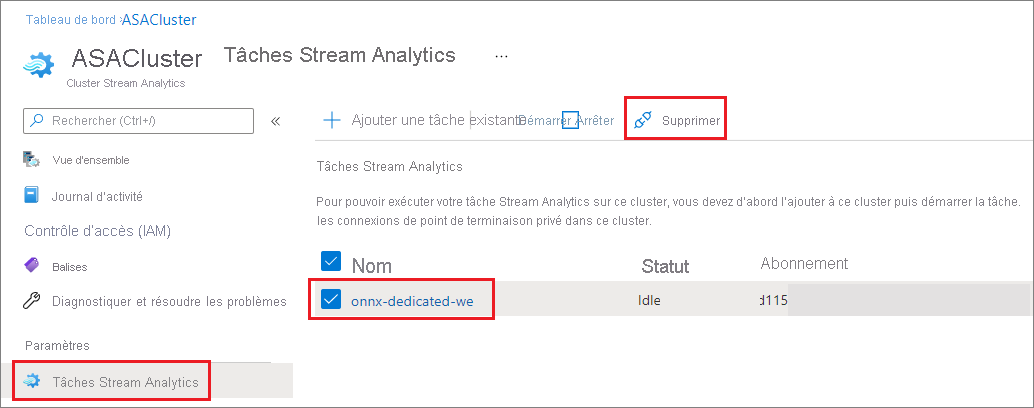 Tableau de bord ASACluster
ASACluster Tâches Stream Analytics ...
Cluster Stream Analytics
Rechercher (Ctrl+/) «
Ajouter une tâche existante Démarrer Arrêter Supprimer
Vue d'ensemble
Journal d'activité
Contrôle d'accès (IAM)
Balises
Diagnostiquer et résoudre les problèmes
Paramètres
Tâches Stream Analytics
Tâches Stream Analytics
Pour pouvoir exécuter votre tâche Stream Analytics sur ce cluster, vous devez d'abord l'ajouter à ce cluster puis démarrer la tâche.
les connexions de point de terminaison privé dans ce cluster.
Nom Statut Abonnement
onnx-dedicated-we Idle d115